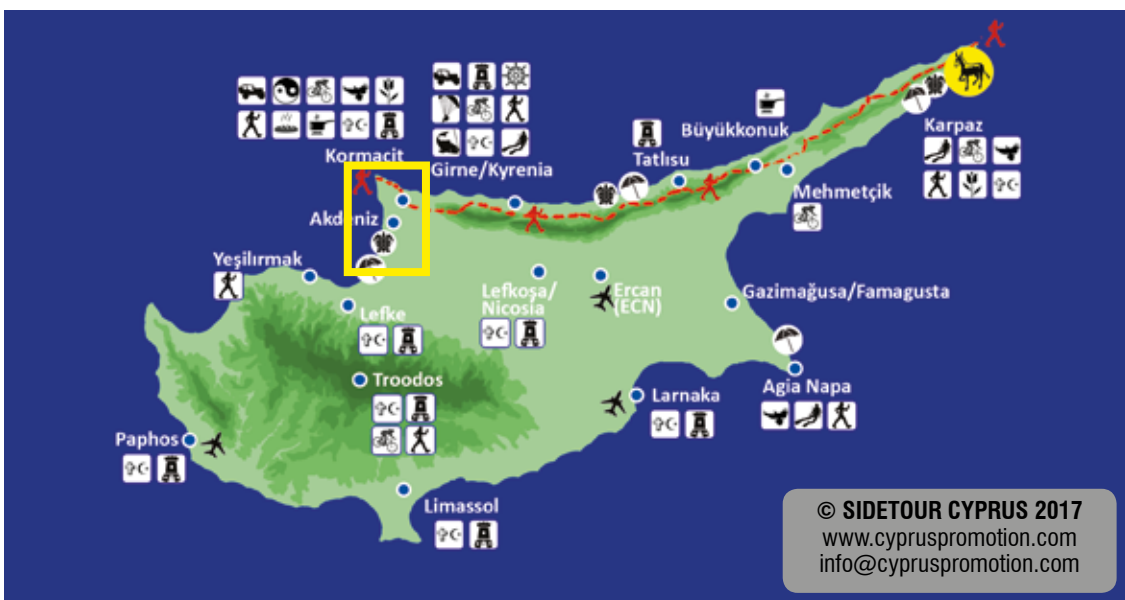 Kormacit
Girne/Kyrenia
Tatlısu
Büyükkonuk
Karpaz
Mehmetçik
Akdeniz
Yeşilırmak
Lefke
Lefkoşa/
Nicosia
Ercan
(ECN)
Gazimağusa/Famagusta
Troodos
Larnaka
Agia Napa
Paphos
Limassol
© SIDETOUR CYPRUS 2017
www.cypruspromotion.com
info@cypruspromotion.com